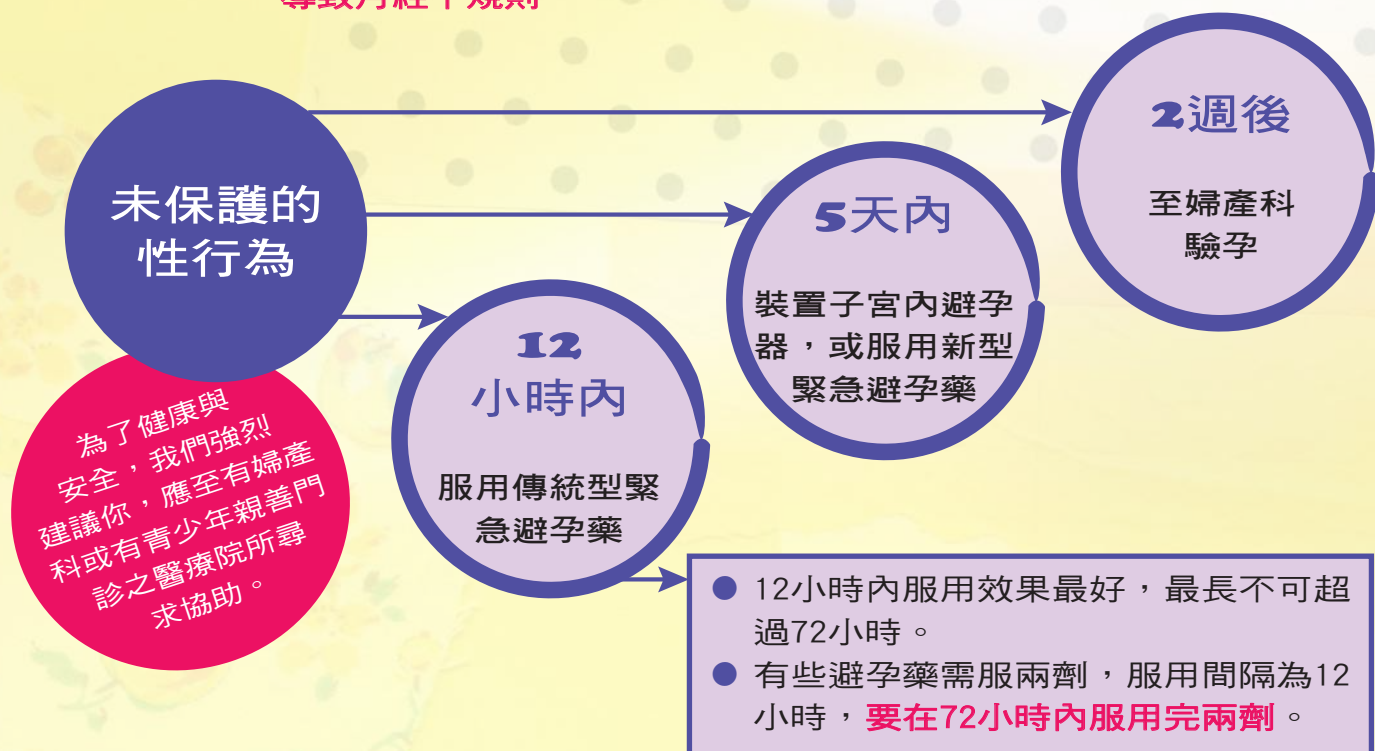 導致月經不規則
未保護的
性行為
2週後
至婦產科
驗孕
5天內
裝置子宮內避孕
器，或服用新型
緊急避孕藥
12
小時內
服用傳統型緊
急避孕藥
為了健康與
安全，我們強烈
建議你，應至有婦產
科或有青少年親善門
診之醫療院所尋
求協助。
● 12小時內服用效果最好，最長不可超
過72小時。
● 有些避孕藥需服兩劑，服用間隔為12
小時，要在72小時內服用完兩劑。